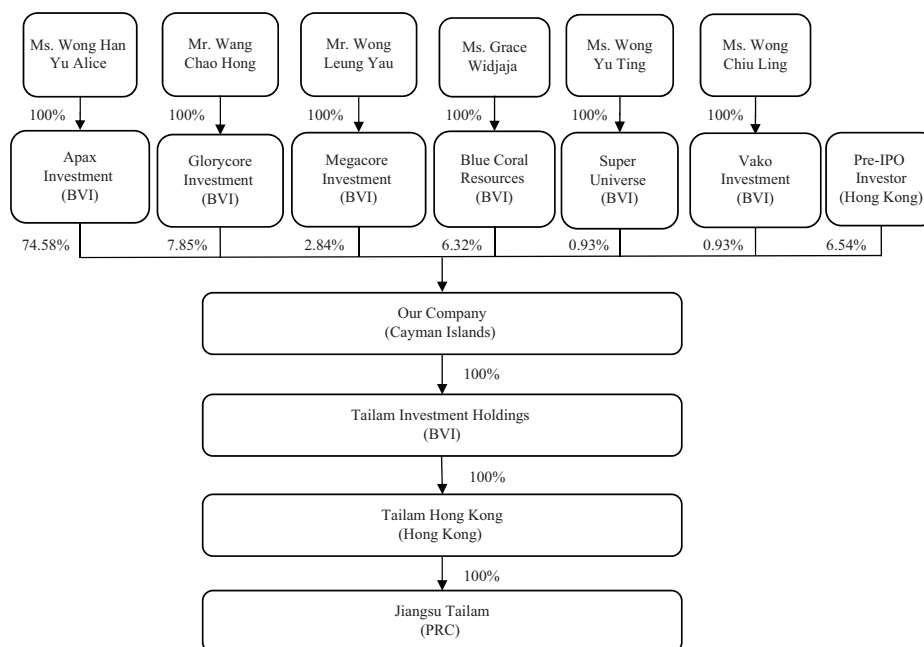 Ms. Wong Han
Yu Alice
Mr. Wang
Chao Hong
Mr. Wong
Leung Yau
Ms. Grace
Widjaja
Ms. Wong
Yu Ting
Ms. Wong
Chiu Ling
100%
100%
100%
100%
100%
100%
Apax
Investment
(BVI)
Glorycore
Investment
(BVI)
Megacore
Investment
(BVI)
Blue Coral
Resources
(BVI)
Super
Universe
(BVI)
Vako
Investment
(BVI)
Pre-IPO
Investor
(Hong Kong)
74.58%
7.85%
2.84%
6.32%
0.93%
0.93%
6.54%
Our Company
(Cayman Islands)
100%
Tailam Investment Holdings
(BVI)
100%
Tailam Hong Kong
(Hong Kong)
100%
Jiangsu Tailam
(PRC)